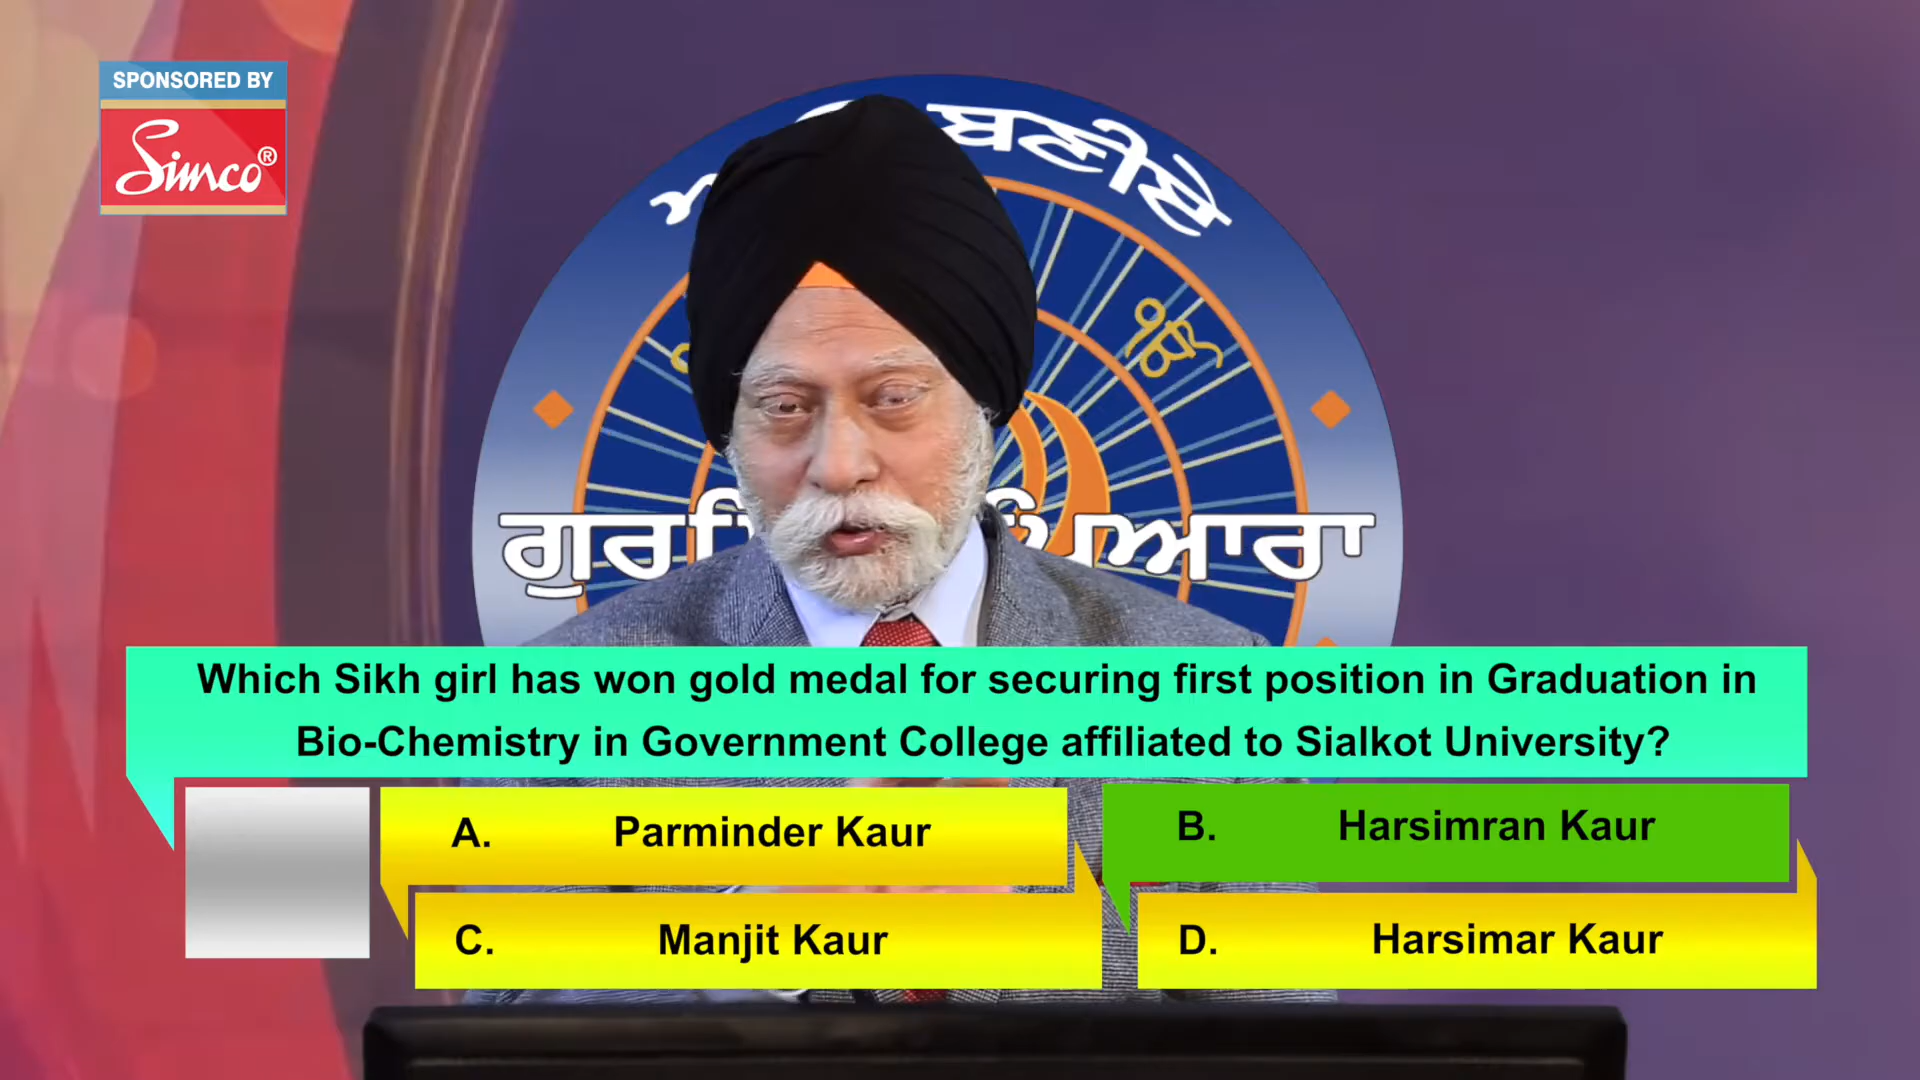 SPONSORED BY
Simco®
ਬਣੀਏ
Which Sikh girl has won gold medal for securing first position in Graduation in
Bio-Chemistry in Government College affiliated to Sialkot University?
A. Parminder Kaur
B. Harsimran Kaur
C. Manjit Kaur
D. Harsimar Kaur